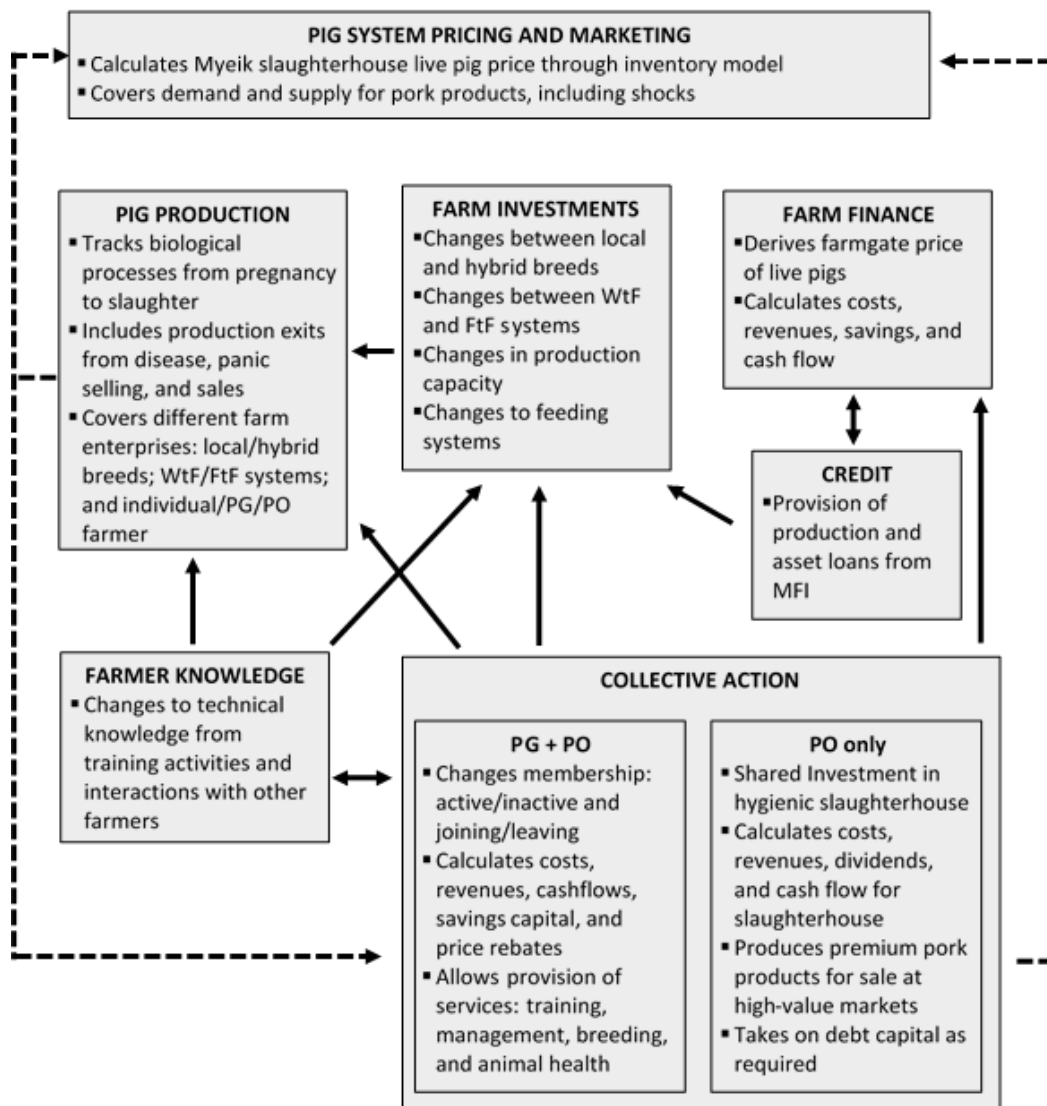 PIG SYSTEM PRICING AND MARKETING
▪ Calculates Myeik slaughterhouse live pig price through inventory model
▪ Covers demand and supply for pork products, including shocks
PIG PRODUCTION
▪ Tracks biological
processes from pregnancy
to slaughter
▪ Includes production exits
from disease, panic
selling, and sales
▪ Covers different farm
enterprises: local/hybrid
breeds; WtF/FtF systems;
and individual/PG/PO
farmer
FARM INVESTMENTS
▪ Changes between local
and hybrid breeds
▪ Changes between WtF
and FtF systems
▪ Changes in production
capacity
▪ Changes to feeding
systems
FARM FINANCE
▪ Derives farmgate price
of live pigs
▪ Calculates costs,
revenues, savings, and
cash flow
CREDIT
▪ Provision of
production and
asset loans from
MFI
FARMER KNOWLEDGE
▪ Changes to technical
knowledge from
training activities and
interactions with other
farmers
COLLECTIVE ACTION
PG + PO
▪ Changes membership:
active/inactive and
joining/leaving
▪ Calculates costs,
revenues, cashflows,
savings capital, and
price rebates
▪ Allows provision of
services: training,
management, breeding,
and animal health
PO only
▪ Shared Investment in
hygienic slaughterhouse
▪ Calculates costs,
revenues, dividends,
and cash flow for
slaughterhouse
▪ Produces premium pork
products for sale at
high-value markets
▪ Takes on debt capital as
required